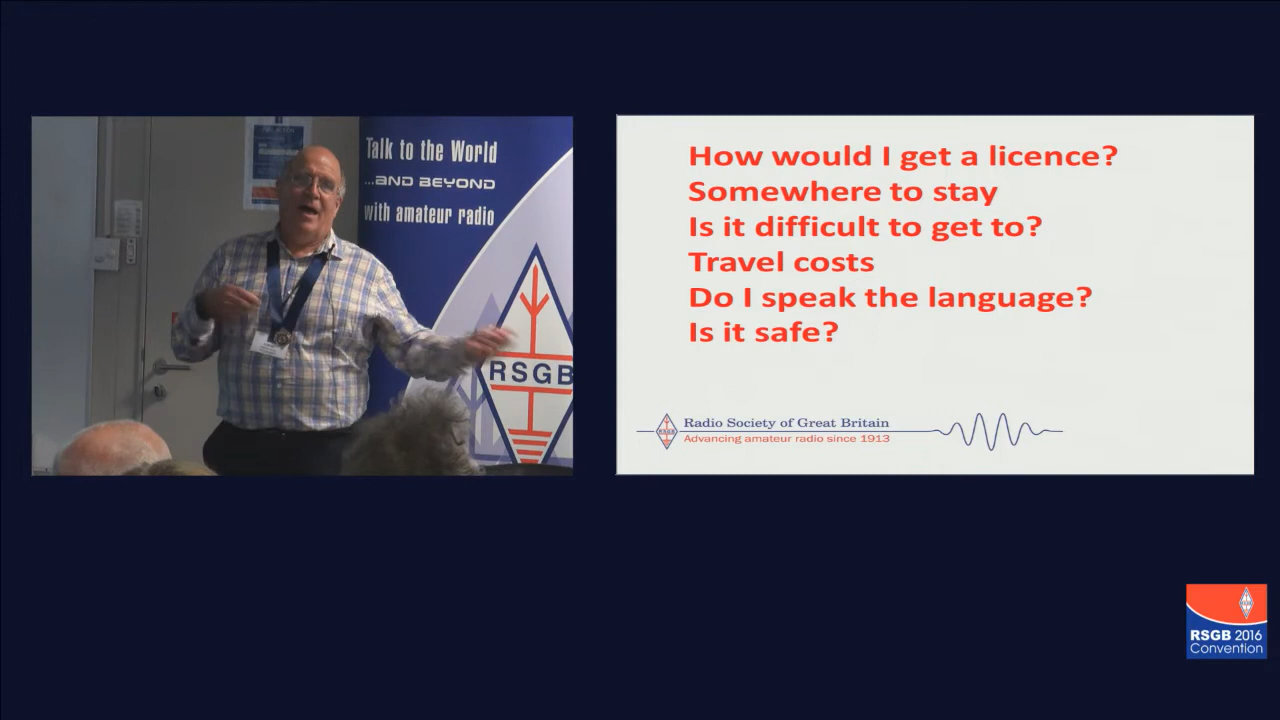 Talk to the World
...AND BEYOND
with amateur radio
RSGB
How would I get a licence?
Somewhere to stay
Is it difficult to get to?
Travel costs
Do I speak the language?
Is it safe?
RSGB
Radio Society of Great Britain
Advancing amateur radio since 1913
RSGB 2016
Convention